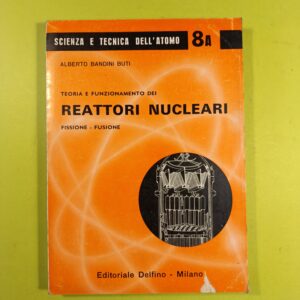 SCIENZA E TECNICA DELL'ATOMO 8A
ALBERTO BANDINI BUTI
TEORIA E FUNZIONAMENTO DEI
REATTORI NUCLEARI
FISSIONE - FUSIONE
Editoriale Delfino - Milano